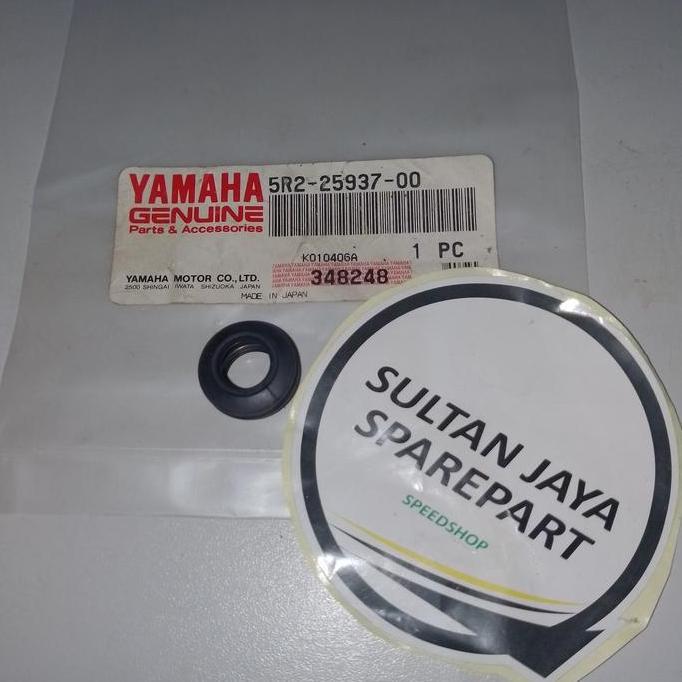 YAMAHA
GENUINE
Parts & Accessories
5R2-25937-00
K010406A
1 PC
348248
YAMAHA MOTOR CO., LTD.
2500 SHINGAI IWATA SHIZUOKA JAPAN
MADE IN JAPAN
SULTAN JAYA
SPAREPART
SPEEDSHOP